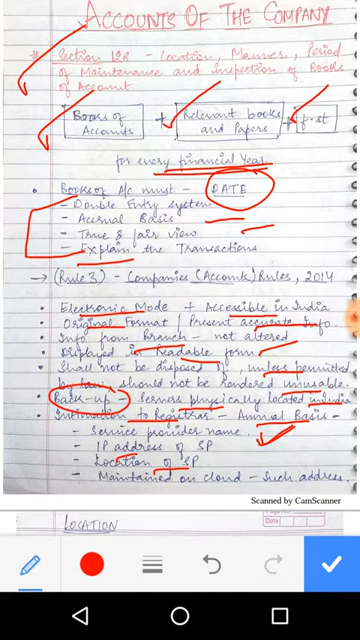 ACCOUNTS OF THE COMPANY
# Section 128 - Location, Manner, Period
of Maintenance and inspection of Books
of Account
Books of Accounts + Relevant books and Papers + f.st
for every financial Year
• Books of A/c must - DATE
- Double Entry system
- Accrual Basis
- True & fair view
- Explain the Transactions
→ (Rule 3) - Companies (Accounts) Rules, 2014
• Electronic Mode + Accessible in India
• Original Format / Present accurate Info
• Info from Branch - not altered
• Displayed in Readable form
• Shall not be disposed of, unless permitted
by law, should not be rendered unusable.
• Back-up - Servers physically located in India
• Intimation to Registrar - Annual Basis -
- Service provider name.
- IP address of SP
- Location of SP
- Maintained on cloud - Such address.
Scanned by CamScanner
Date
LOCATION